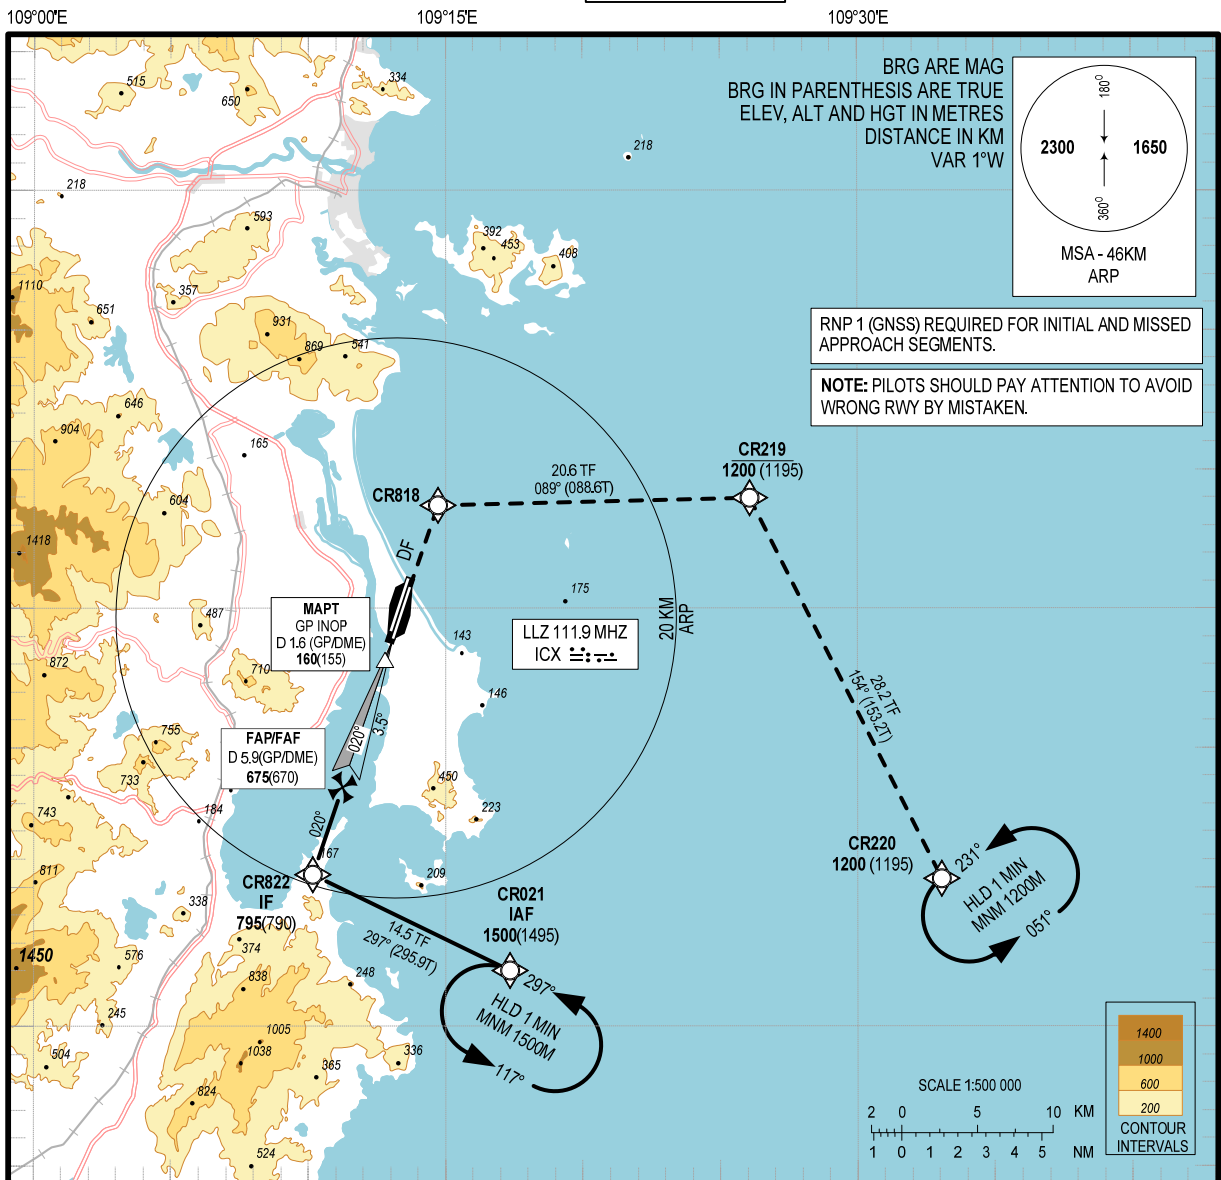 109°00'E
109°15'E
109°30'E
BRG ARE MAG
BRG IN PARENTHESIS ARE TRUE
ELEV, ALT AND HGT IN METRES
DISTANCE IN KM
VAR 1°W
180°
2300
1650
360°
MSA - 46KM
ARP
RNP 1 (GNSS) REQUIRED FOR INITIAL AND MISSED
APPROACH SEGMENTS.
NOTE: PILOTS SHOULD PAY ATTENTION TO AVOID
WRONG RWY BY MISTAKEN.
515
650
334
218
218
593
392
453
408
1110
651
357
931
869
541
646
904
165
604
1418
CR818
20.6 TF
089° (088.6T)
CR219
1200 (1195)
DF
175
487
MAPT
GP INOP
D 1.6 (GP/DME)
160(155)
LLZ 111.9 MHZ
ICX
20 KM
ARP
143
872
710
146
28.2 TF
154° (153.2T)
755
733
FAP/FAF
D 5.9(GP/DME)
675(670)
020°
3.5°
450
223
743
184
020°
167
811
209
CR822
IF
795(790)
CR021
IAF
1500(1495)
CR220
1200 (1195)
231°
HLD 1 MIN
MNM 1200M
051°
338
374
14.5 TF
297° (295.9T)
1450
576
838
248
297°
HLD 1 MIN
MNM 1500M
117°
245
504
1005
1038
365
336
824
524
SCALE 1:500 000
2 0 5 10 KM
1 0 1 2 3 4 5 NM
1400
1000
600
200
CONTOUR
INTERVALS